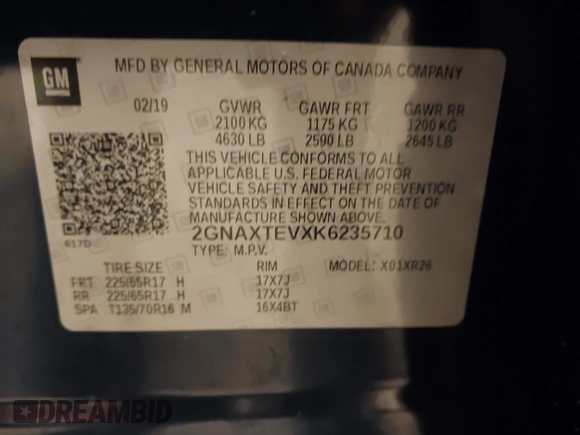 GM
MFD BY GENERAL MOTORS OF CANADA COMPANY
02/19 GVWR GAWR FRT GAWR RR
2100 KG 1175 KG 1200 KG
4630 LB 2590 LB 2645 LB
THIS VEHICLE CONFORMS TO ALL
APPLICABLE U.S. FEDERAL MOTOR
VEHICLE SAFETY AND THEFT PREVENTION
STANDARDS IN EFFECT ON THE DATE OF
MANUFACTURE SHOWN ABOVE.
617D 2GNAXTEVXK6235710
TYPE: M.P.V.
TIRE SIZE RIM MODEL: X01XR26
FRT 225/65R17 H 17X7J
RR 225/65R17 H 17X7J
SPA T135/70R16 M 16X4BT
DREAMBID